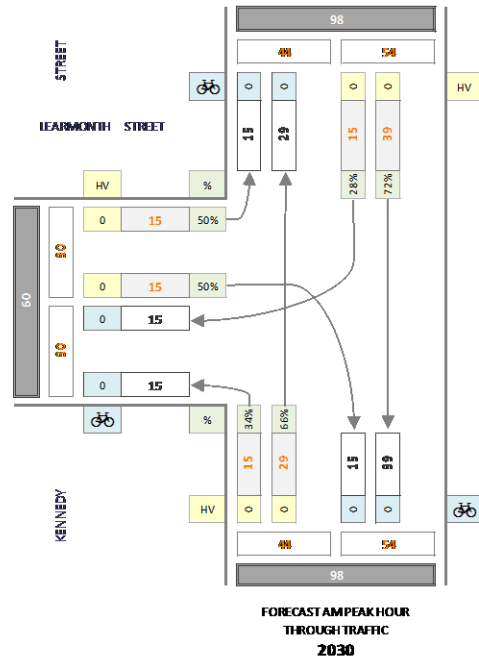 98
44 54
STREET
0 0 0 0 HV
LEARMONTH STREET
15 29 15 39
HV % 28% 72%
0 15 50%
30
60
0 15 50%
0 15
30
0 15
% 34% 66%
15 29 15 39
KENNEDY
HV 0 0 0 0
44 54
98
FORECAST AM PEAK HOUR
THROUGH TRAFFIC
2030